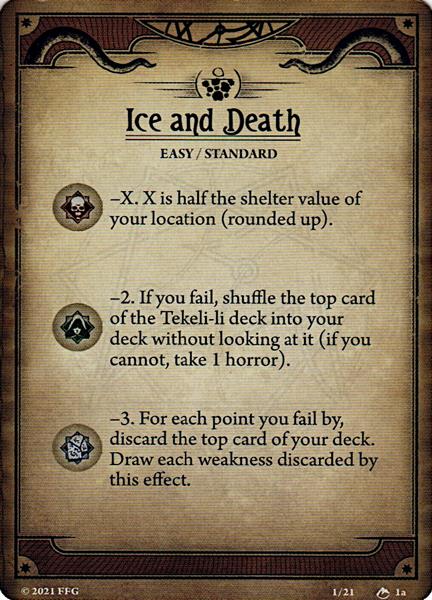 Ice and Death
EASY / STANDARD
–X. X is half the shelter value of
your location (rounded up).
–2. If you fail, shuffle the top card
of the Tekeli-li deck into your
deck without looking at it (if you
cannot, take 1 horror).
–3. For each point you fail by,
discard the top card of your deck.
Draw each weakness discarded by
this effect.
© 2021 FFG
1/21
1a